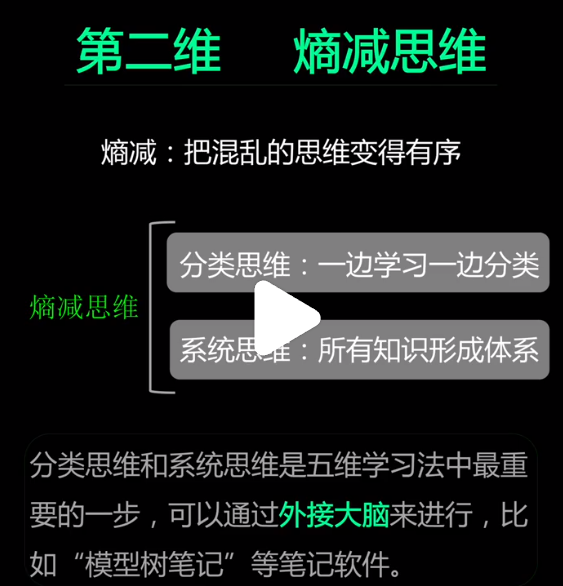 第二维 熵减思维
熵减：把混乱的思维变得有序
分类思维：一边学习一边分类
熵减思维
系统思维：所有知识形成体系
分类思维和系统思维是五维学习法中最重
要的一步，可以通过外接大脑来进行，比
如“模型树笔记”等笔记软件。